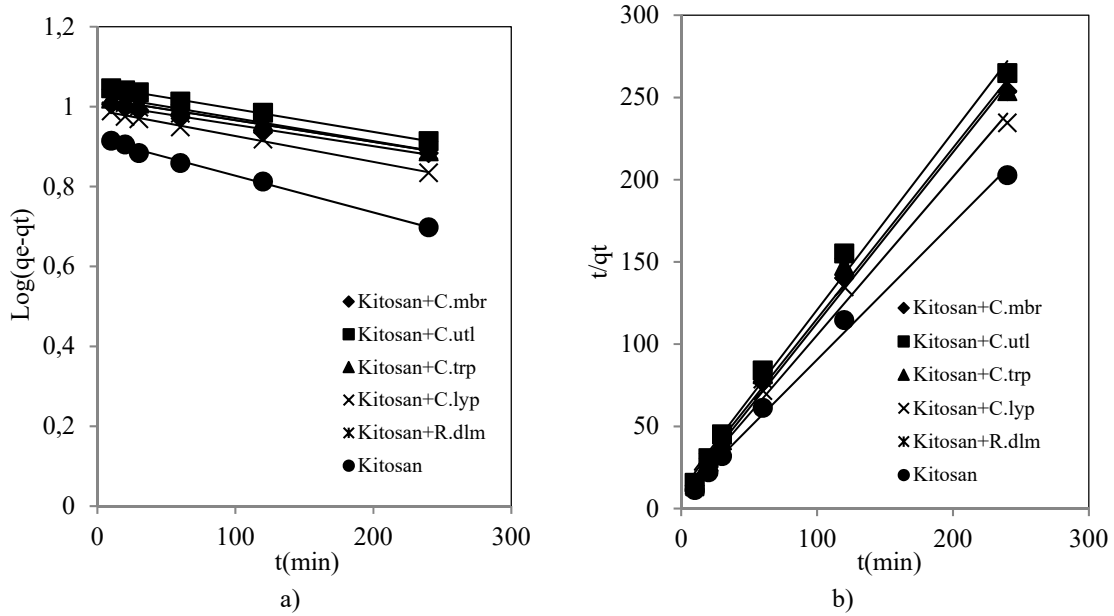 1,2
1
0,8
0,6
0,4
0,2
0
Log(qe-qt)
Kitosan+C.mbr
Kitosan+C.utl
Kitosan+C.trp
Kitosan+C.lyp
Kitosan+R.dlm
Kitosan
0 100 200 300
t(min)
a)
300
250
200
150
100
50
0
t/qt
Kitosan+C.mbr
Kitosan+C.utl
Kitosan+C.trp
Kitosan+C.lyp
Kitosan+R.dlm
Kitosan
0 100 200 300
t(min)
b)